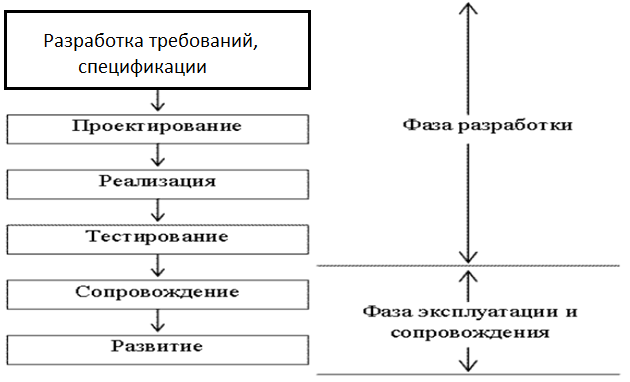 Разработка требований,
спецификации
Проектирование
Реализация
Тестирование
Сопровождение
Развитие
Фаза разработки
Фаза эксплуатации и
сопровождения